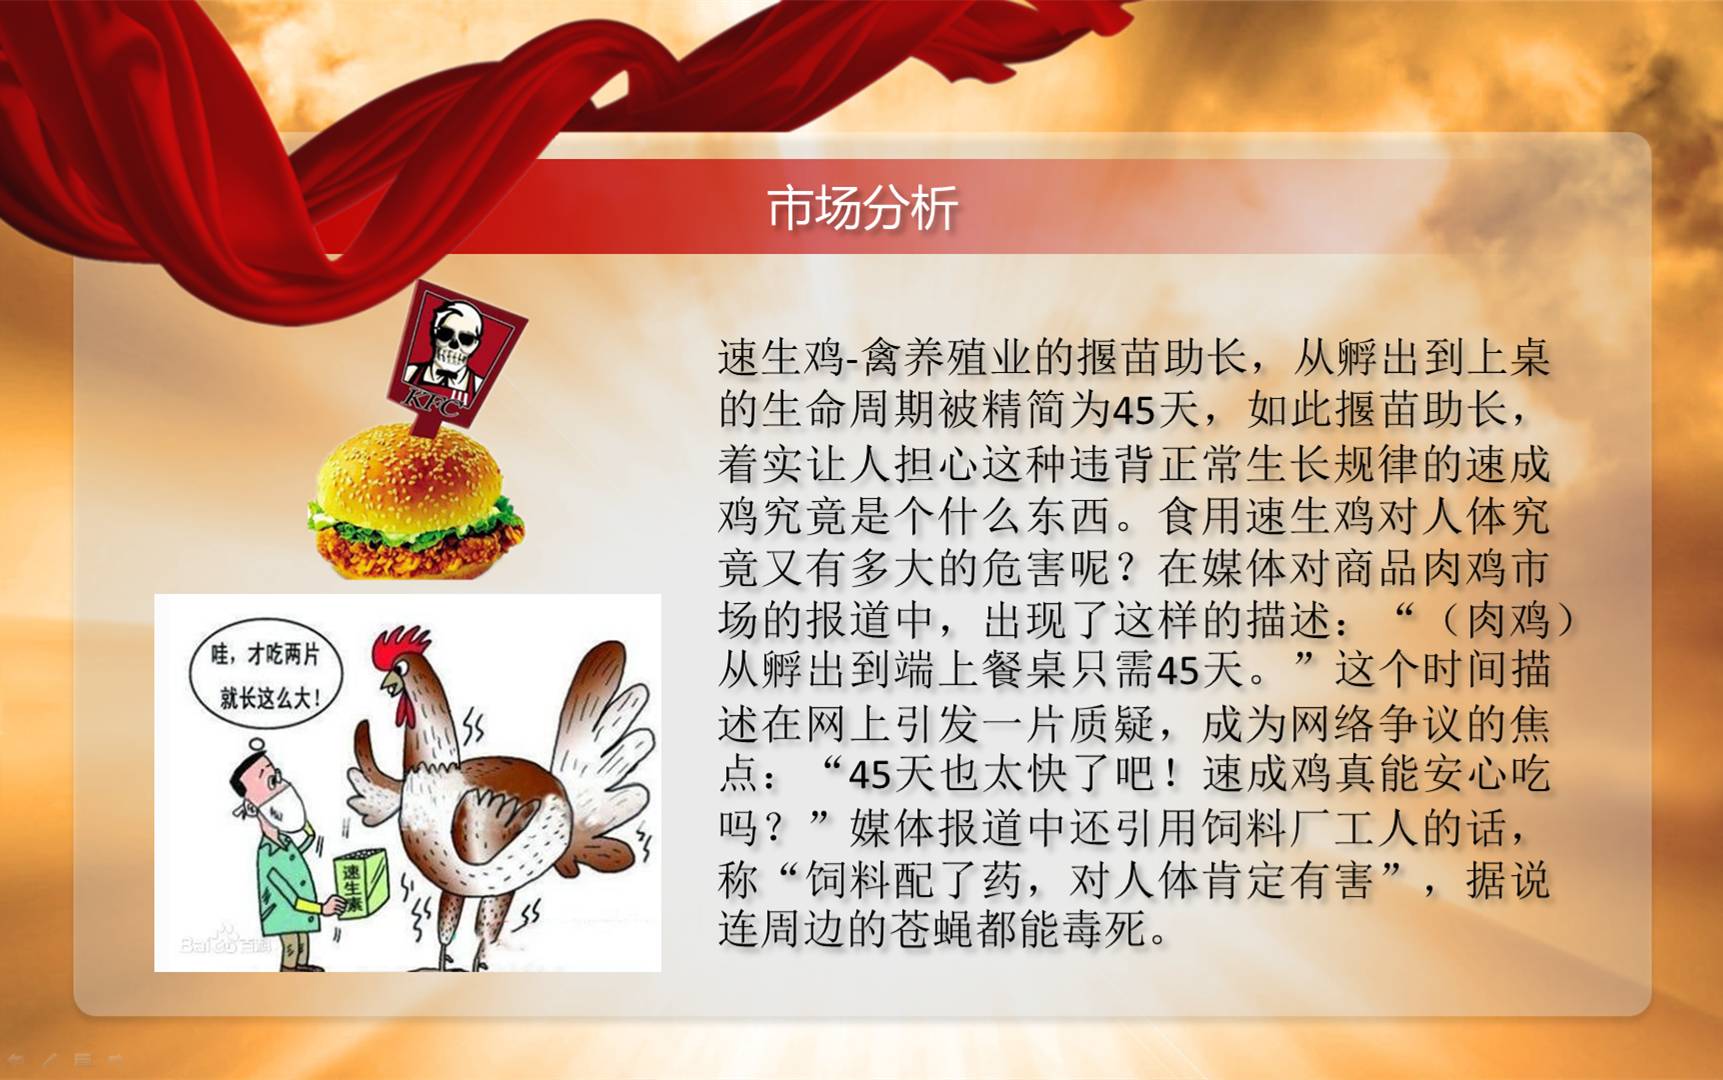 市场分析
KFC
速生鸡-禽养殖业的揠苗助长，从孵出到上桌
的生命周期被精简为45天，如此揠苗助长，
着实让人担心这种违背正常生长规律的速成
鸡究竟是个什么东西。食用速生鸡对人体究
竟又有多大的危害呢？在媒体对商品肉鸡市
场的报道中，出现了这样的描述：“（肉鸡）
从孵出到端上餐桌只需45天。”这个时间描
述在网上引发一片质疑，成为网络争议的焦
点：“45天也太快了吧！速成鸡真能安心吃
吗？”媒体报道中还引用饲料厂工人的话，
称“饲料配了药，对人体肯定有害”，据说
连周边的苍蝇都能毒死。
哇，才吃两片
就长这么大！
速生素
Baidu百科